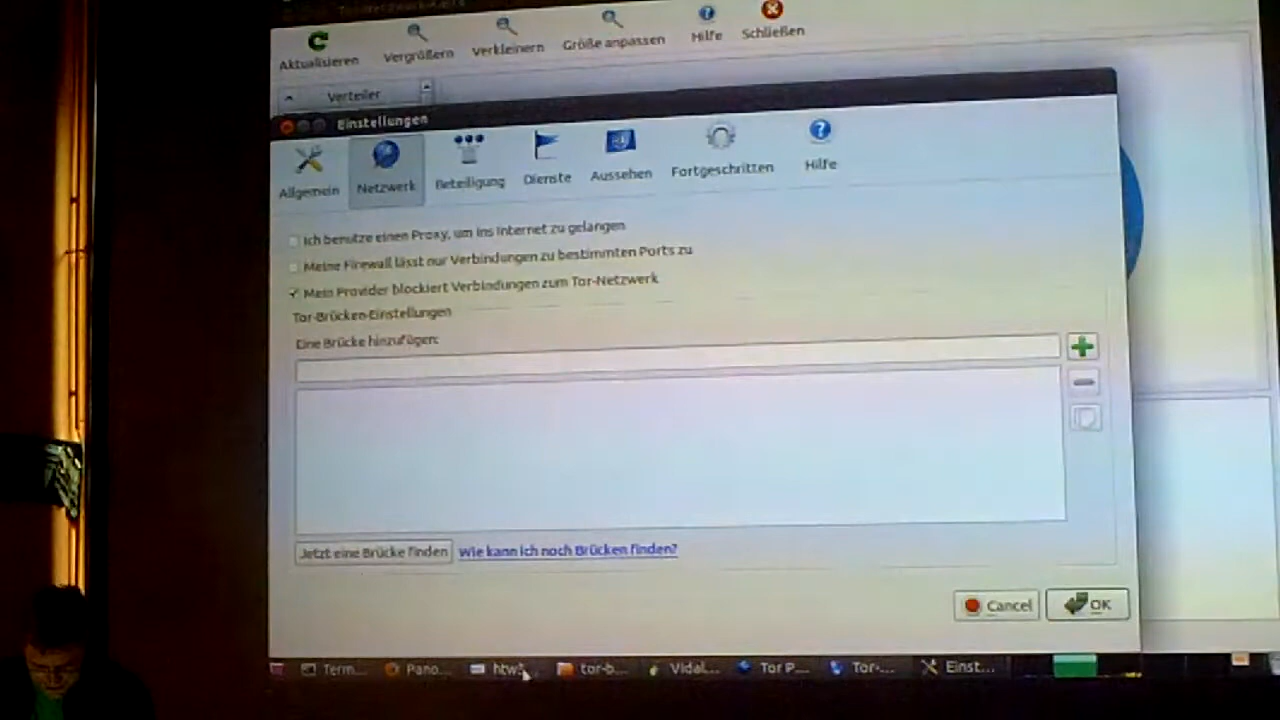 Tor-Netzwerk-Karte
Aktualisieren Vergrößern Verkleinern Größe anpassen Hilfe Schließen
Verteiler
Einstellungen
Allgemein Netzwerk Beteiligung Dienste Aussehen Fortgeschritten Hilfe
Ich benutze einen Proxy, um ins Internet zu gelangen
Meine Firewall lässt nur Verbindungen zu bestimmten Ports zu
Mein Provider blockiert Verbindungen zum Tor-Netzwerk
Tor-Brücken-Einstellungen
Eine Brücke hinzufügen:
Jetzt eine Brücke finden Wie kann ich noch Brücken finden?
Cancel OK
Term... Pano... tor-b... Vidal... Tor P... Tor-... Einst...